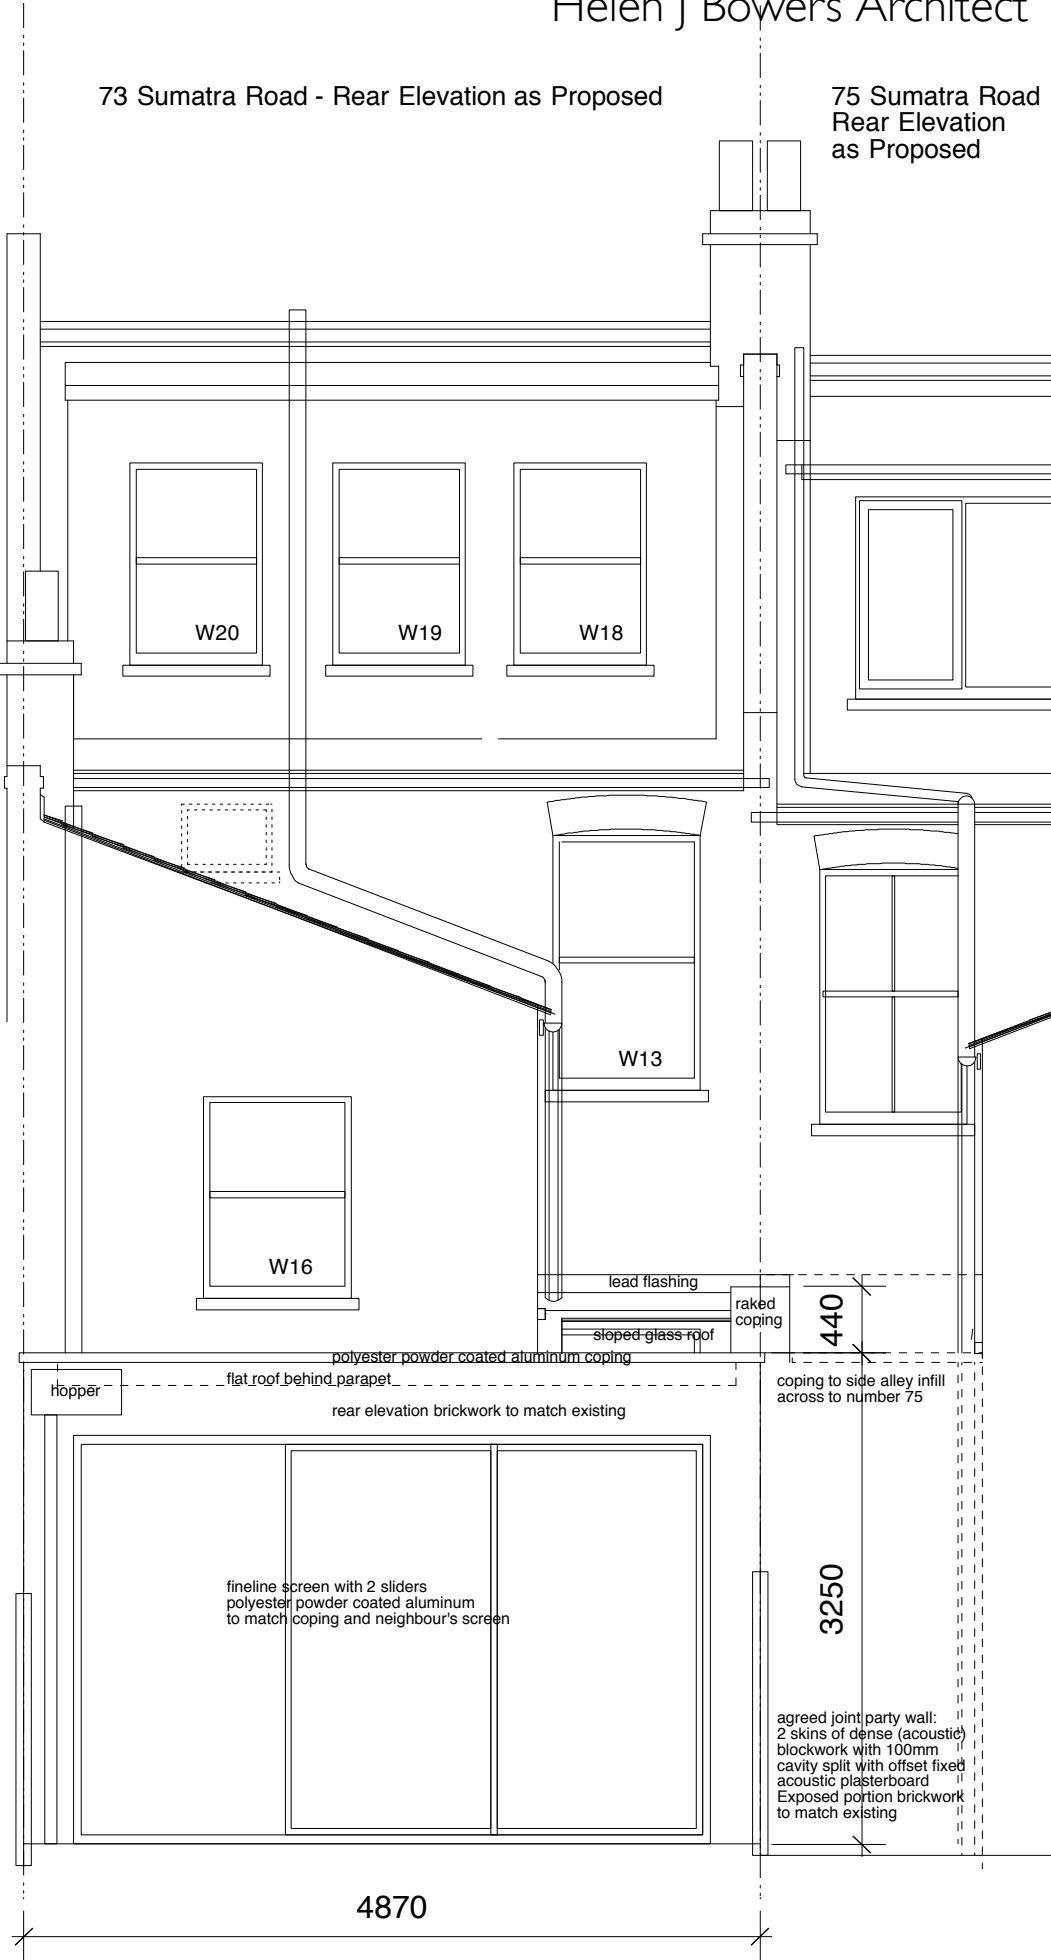 Helen J Bowers Architect
73 Sumatra Road - Rear Elevation as Proposed
75 Sumatra Road
Rear Elevation
as Proposed
W20
W19
W18
W13
W16
lead flashing
raked
coping
440
sloped glass roof
polyester powder coated aluminum coping
flat roof behind parapet
hopper
rear elevation brickwork to match existing
coping to side alley infill
across to number 75
fineline screen with 2 sliders
polyester powder coated aluminum
to match coping and neighbour's screen
3250
agreed joint party wall:
2 skins of dense (acoustic)
blockwork with 100mm
cavity split with offset fixed
acoustic plasterboard
Exposed portion brickwork
to match existing
4870